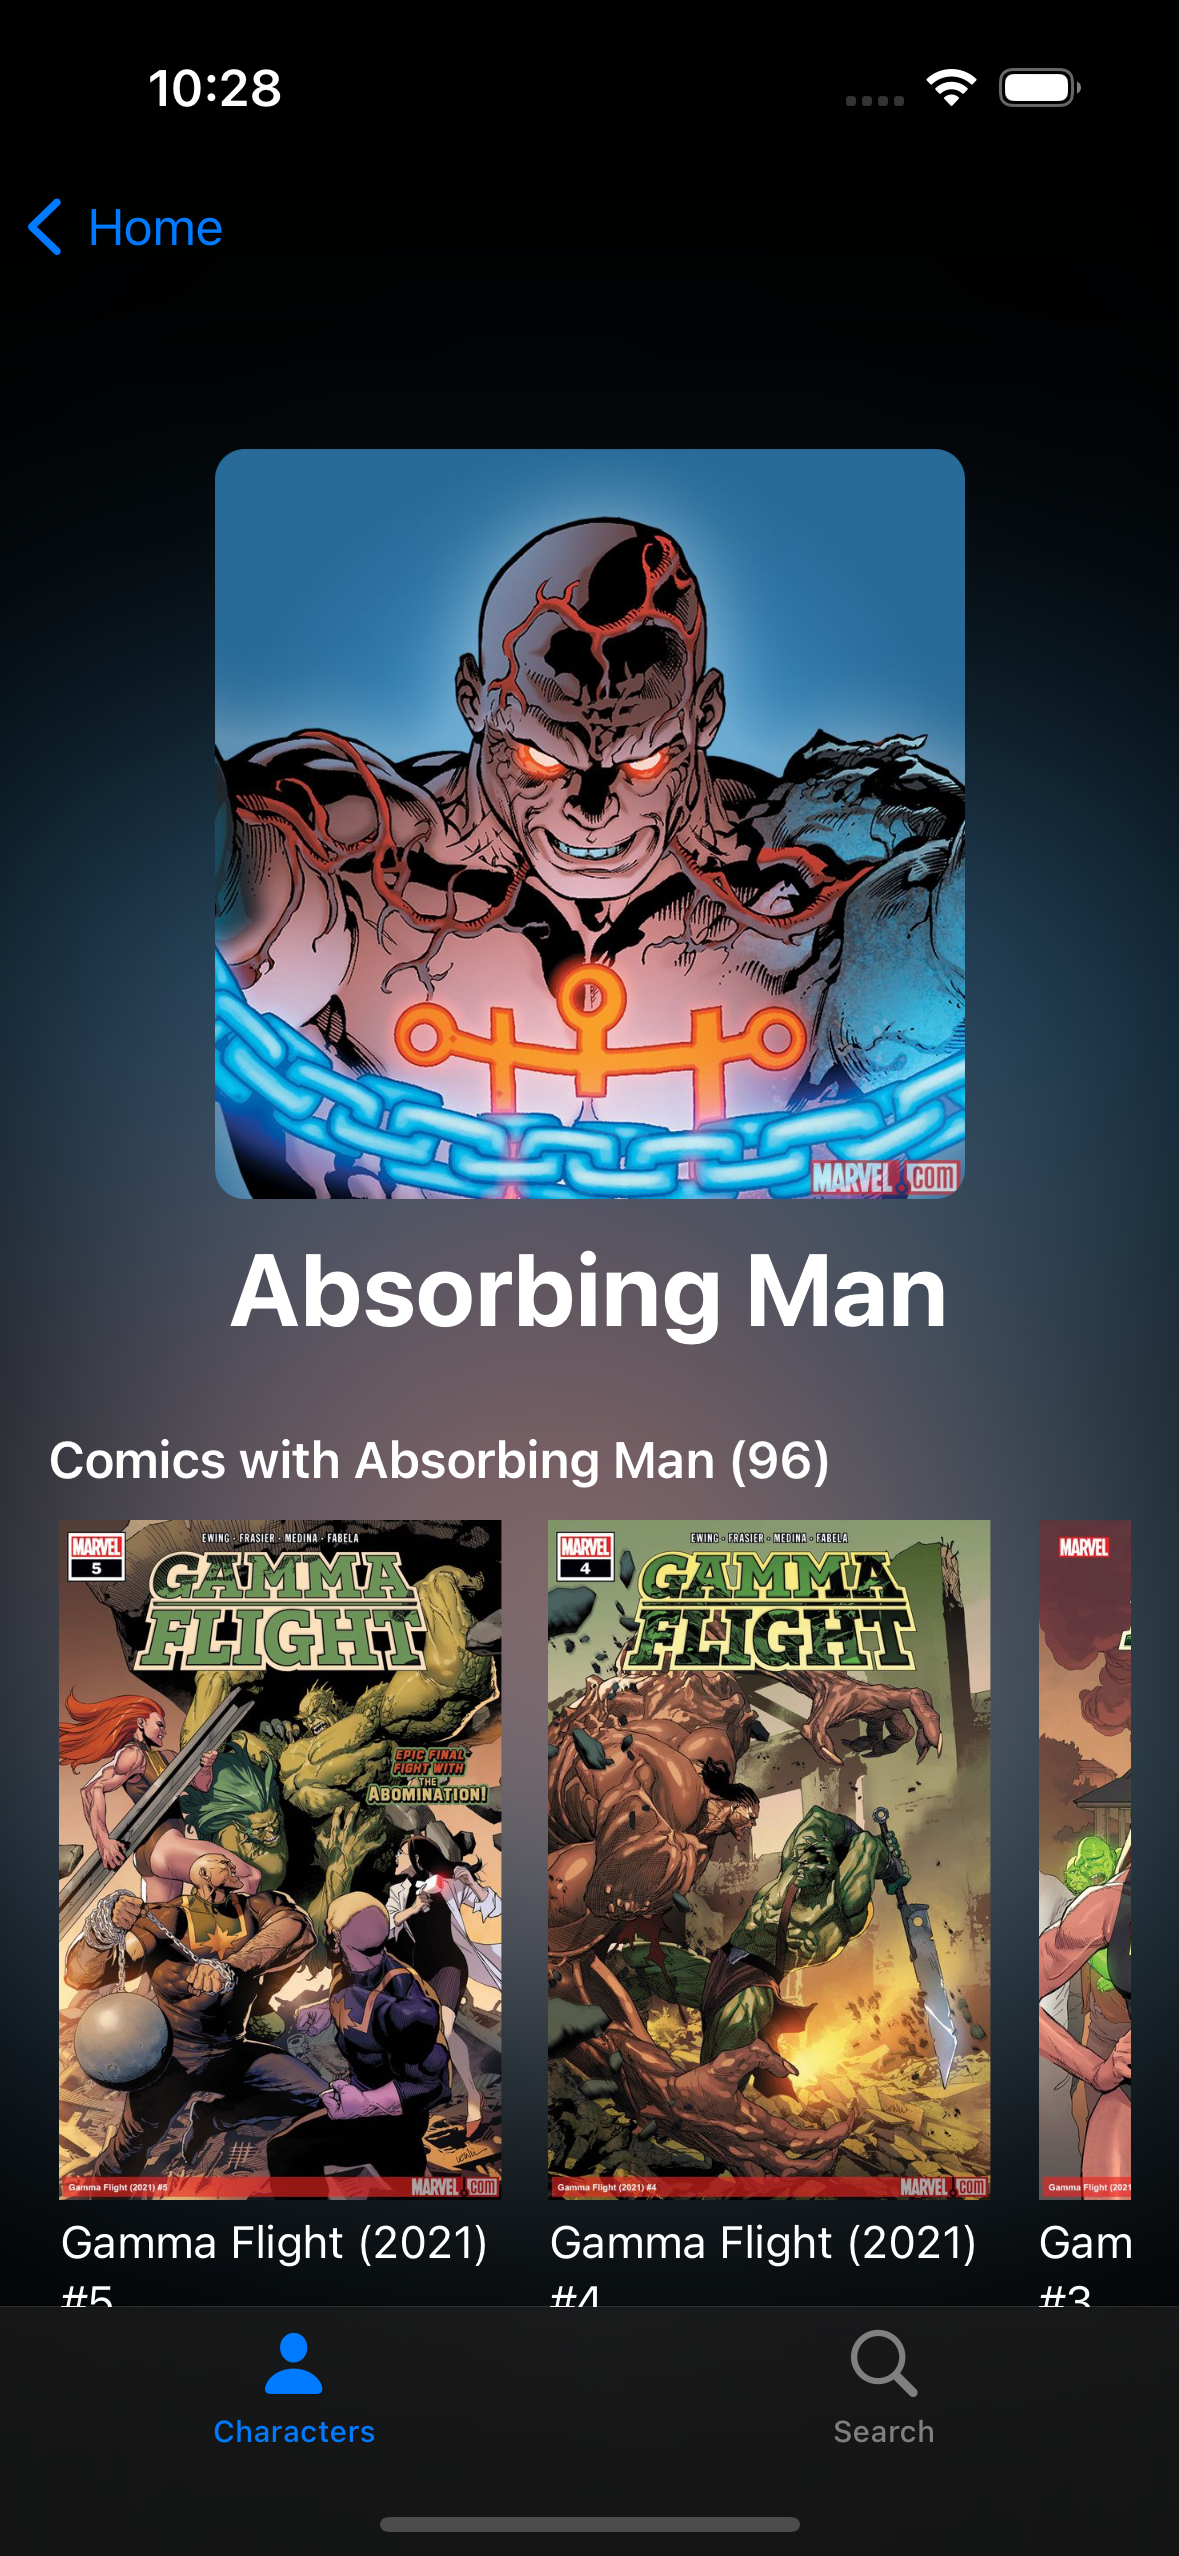 10:28
Home
MARVEL.com
Absorbing Man
Comics with Absorbing Man (96)
MARVEL
5
EWING · FRASIER · MEDINA · FABELA
GAMMA
FLIGHT
EPIC FINAL
FIGHT WITH
THE
ABOMINATION!
Gamma Flight (2021) #5
MARVEL.com
Gamma Flight (2021)
#5
MARVEL
4
EWING · FRASIER · MEDINA · FABELA
GAMMA
FLIGHT
Gamma Flight (2021) #4
MARVEL.com
Gamma Flight (2021)
#4
MARVEL
Gamma Flight (2021
Gam
#3
Characters
Search